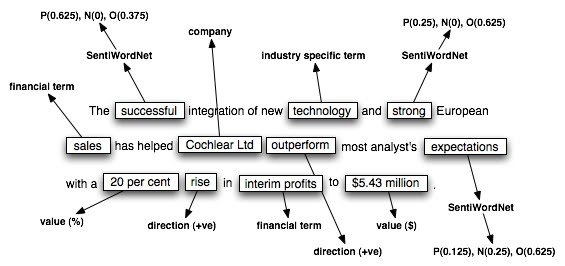 P(0.625), N(0), O(0.375)
P(0.25), N(0), O(0.625)
company
SentiWordNet
industry specific term
SentiWordNet
financial term
The successful integration of new technology and strong European
sales has helped Cochlear Ltd outperform most analyst's expectations
with a 20 per cent rise in interim profits to $5.43 million .
SentiWordNet
value (%)
direction (+ve)
financial term
value ($)
direction (+ve)
P(0.125), N(0.25), O(0.625)